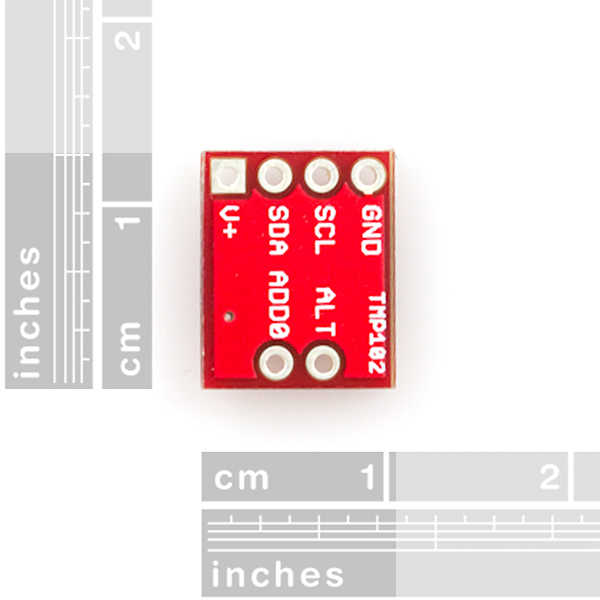 2
1
inches
cm
V+
SDA
SCL
GND
ADD0
ALT
TMP102
cm 1 2
inches